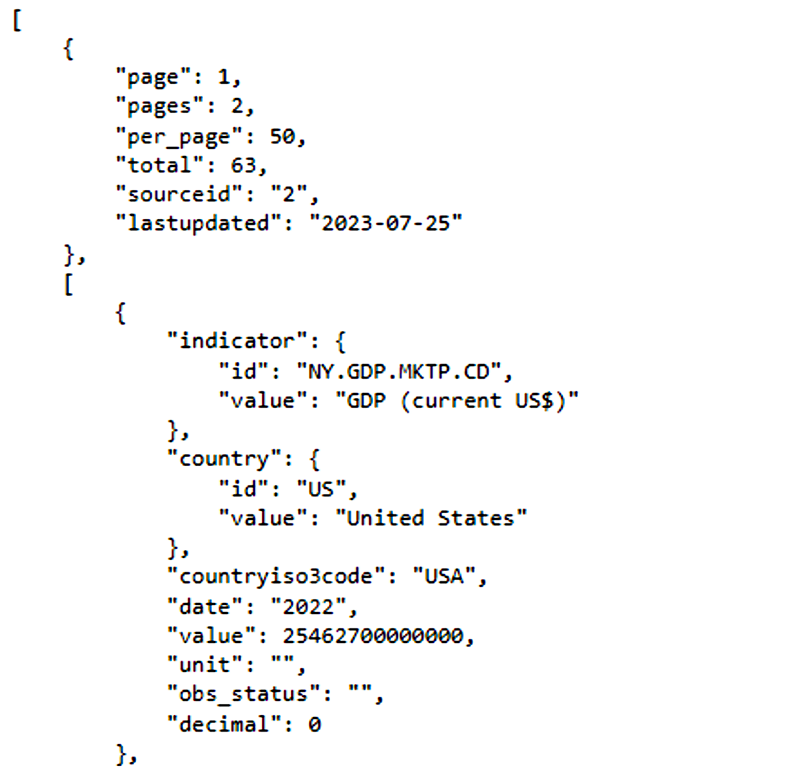 [
    {
        "page": 1,
        "pages": 2,
        "per_page": 50,
        "total": 63,
        "sourceid": "2",
        "lastupdated": "2023-07-25"
    },
    [
        {
            "indicator": {
                "id": "NY.GDP.MKTP.CD",
                "value": "GDP (current US$)"
            },
            "country": {
                "id": "US",
                "value": "United States"
            },
            "countryiso3code": "USA",
            "date": "2022",
            "value": 25462700000000,
            "unit": "",
            "obs_status": "",
            "decimal": 0
        },